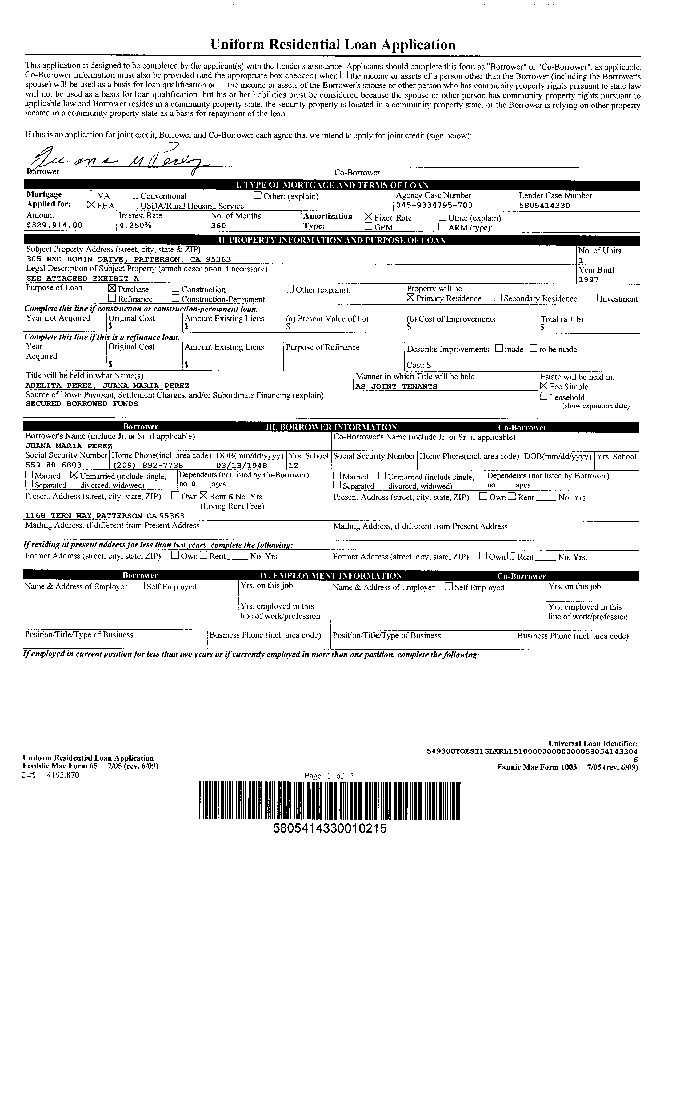 Uniform Residential Loan Application
This application is designed to be completed by the applicant(s) with the Lender's assistance. Applicants should complete this form as "Borrower" or "Co-Borrower", as applicable.
Co-Borrower information must also be provided (and the appropriate box checked) when the income or assets of a person other than the Borrower (including the Borrower's
spouse) will be used as a basis for loan qualification or the income or assets of the Borrower's spouse or other person who has community property rights pursuant to state law
will not be used as a basis for loan qualification, but his or her liabilities must be considered because the spouse or other person has community property rights pursuant to
applicable law and Borrower resides in a community property state, the security property is located in a community property state, or the Borrower is relying on other property
located in a community property state as a basis for repayment of the loan.
If this is an application for joint credit, Borrower and Co-Borrower each agree that we intend to apply for joint credit (sign below):
Borrower Co-Borrower
I. TYPE OF MORTGAGE AND TERMS OF LOAN
Mortgage VA Conventional Other (explain) Agency Case Number Lender Case Number
Applied for: FHA USDA/Rural Housing Service 5805414330
Amount Interest Rate No. of Months Amortization Fixed Rate Other (explain)
$329,914.00 4.250% 360 Type: GPM ARM (type)
II. PROPERTY INFORMATION AND PURPOSE OF LOAN
Subject Property Address (street, city, state & ZIP) No. of Units
DRIVE, PATTERSON, CA 95363 1
Legal Description of Subject Property (attach description if necessary) Year Built
SEE ATTACHED EXHIBIT A 1997
Purpose of Loan Purchase Construction Other (explain) Property will be
Refinance Construction-Permanent Primary Residence Secondary Residence Investment
Complete this line if construction or construction-permanent loan.
Year Lot Acquired Original Cost Amount Existing Liens (a) Present Value of Lot (b) Cost of Improvements Total (a + b)
$ $ $ $ $
Complete this line if this is a refinance loan.
Year Original Cost Amount Existing Liens Purpose of Refinance Describe Improvements made to be made
Acquired
$ $ Cost: $
Title will be held in what Name(s) Manner in which Title will be held Estate will be held in:
ADELITA PEREZ, JUANA MARIA PEREZ AS JOINT TENANTS Fee Simple
Source of Down Payment, Settlement Charges, and/or Subordinate Financing (explain) Leasehold
SECURED BORROWED FUNDS (show expiration date)
Borrower III. BORROWER INFORMATION Co-Borrower
Borrower's Name (include Jr. or Sr. if applicable) Co-Borrower's Name (include Jr. or Sr. if applicable)
JUANA MARIA PEREZ
Social Security Number Home Phone (incl. area code) DOB (mm/dd/yyyy) Yrs. School Social Security Number Home Phone (incl. area code) DOB (mm/dd/yyyy) Yrs. School
03/13/1948 12
Married Unmarried (include single, Dependents (not listed by Co-Borrower) Married Unmarried (include single, Dependents (not listed by Borrower)
Separated divorced, widowed) no. 0 ages Separated divorced, widowed) no. ages
Present Address (street, city, state, ZIP) Own Rent No. Yrs. Present Address (street, city, state, ZIP) Own Rent No. Yrs.
(Living Rent Free)
1168 TERN WAY, PATTERSON CA 95363
Mailing Address, if different from Present Address Mailing Address, if different from Present Address
If residing at present address for less than two years, complete the following:
Former Address (street, city, state, ZIP) Own Rent No. Yrs. Former Address (street, city, state, ZIP) Own Rent No. Yrs.
Borrower IV. EMPLOYMENT INFORMATION Co-Borrower
Name & Address of Employer Self Employed Yrs. on this job Name & Address of Employer Self Employed Yrs. on this job
Yrs. employed in this Yrs. employed in this
line of work/profession line of work/profession
Position/Title/Type of Business Business Phone (incl. area code) Position/Title/Type of Business Business Phone (incl. area code)
If employed in current position for less than two years or if currently employed in more than one position, complete the following:
Universal Loan Identifier:
6
Uniform Residential Loan Application
Freddie Mac Form 65 7/05 (rev. 6/09) Fannie Mae Form 1003 7/05 (rev. 6/09)
Page 1 of
5805414330010215